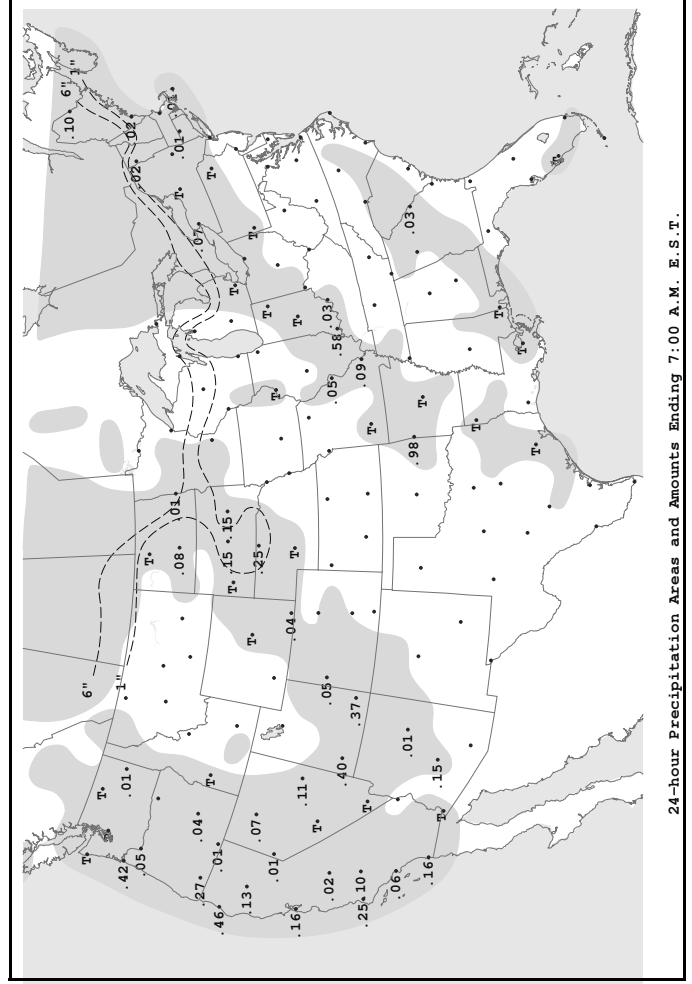 6"
1"
.10
6"
T
T
T
1"
.42
.01
.02
.02
.05
T
.01
.01
.08
T
.07
.04
.27
T
T
.01
.46
.15
.15
T
T
.13
T
T
.07
.25
T
.01
T
.04
T
.16
T
.11
T
.05
.03
.02
.05
.58
.40
.37
.10
.09
.25
T
T
.06
.01
.03
.98
T
.16
.15
T
T
T
T
T
T
24-hour Precipitation Areas and Amounts Ending 7:00 A.M. E.S.T.